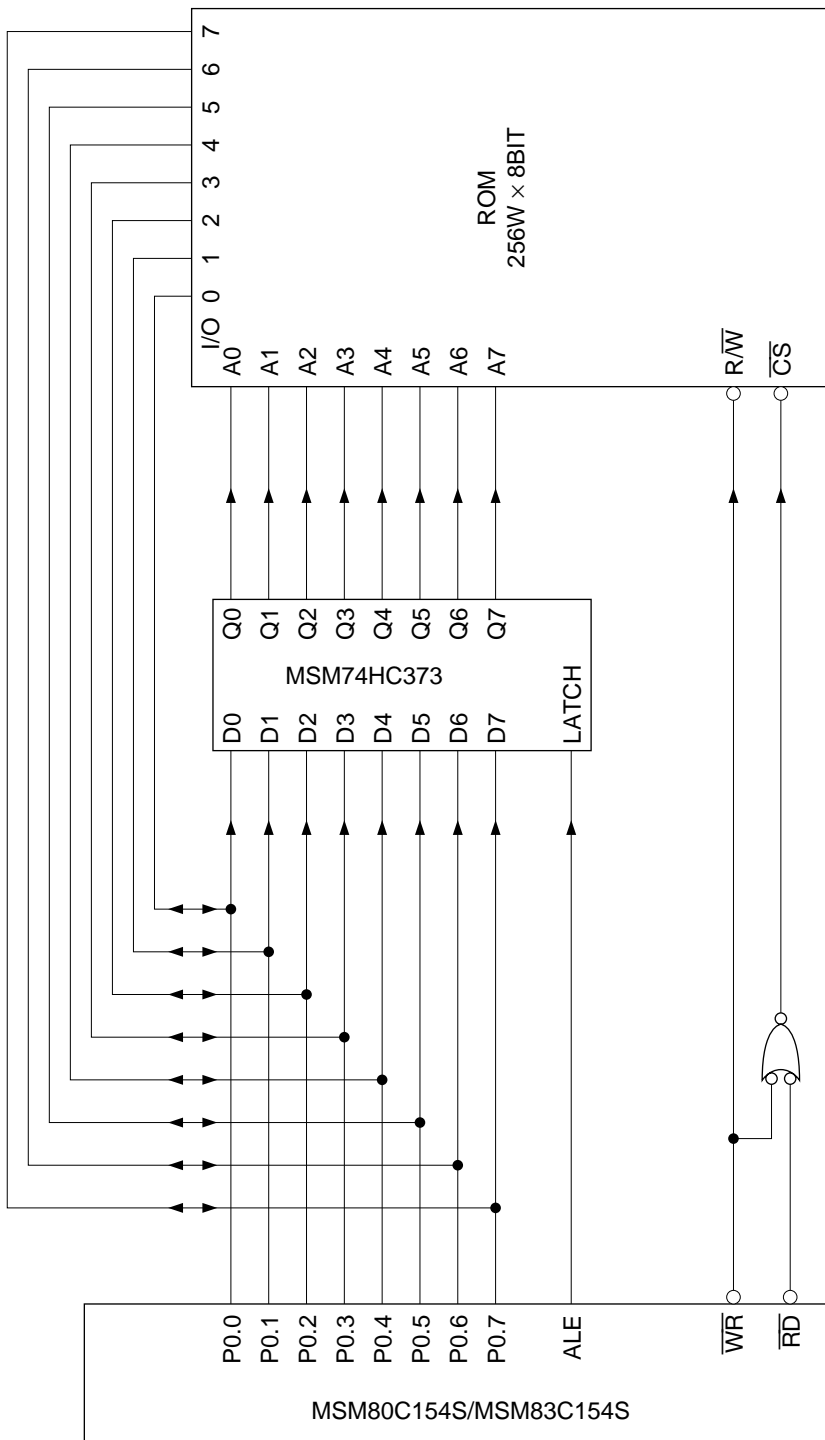 MSM80C154S/MSM83C154S
P0.0
P0.1
P0.2
P0.3
P0.4
P0.5
P0.6
P0.7
ALE
WR
RD
MSM74HC373
D0
D1
D2
D3
D4
D5
D6
D7
LATCH
Q0
Q1
Q2
Q3
Q4
Q5
Q6
Q7
I/O 0 1 2 3 4 5 6 7
A0
A1
A2
A3
A4
A5
A6
A7
R/W
CS
ROM
256W × 8BIT